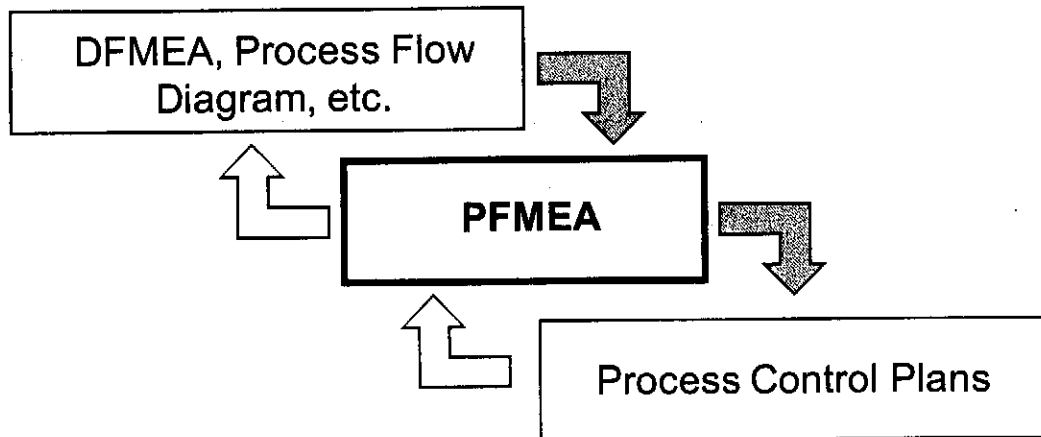 DFMEA, Process Flow
Diagram, etc.
PFMEA
Process Control Plans